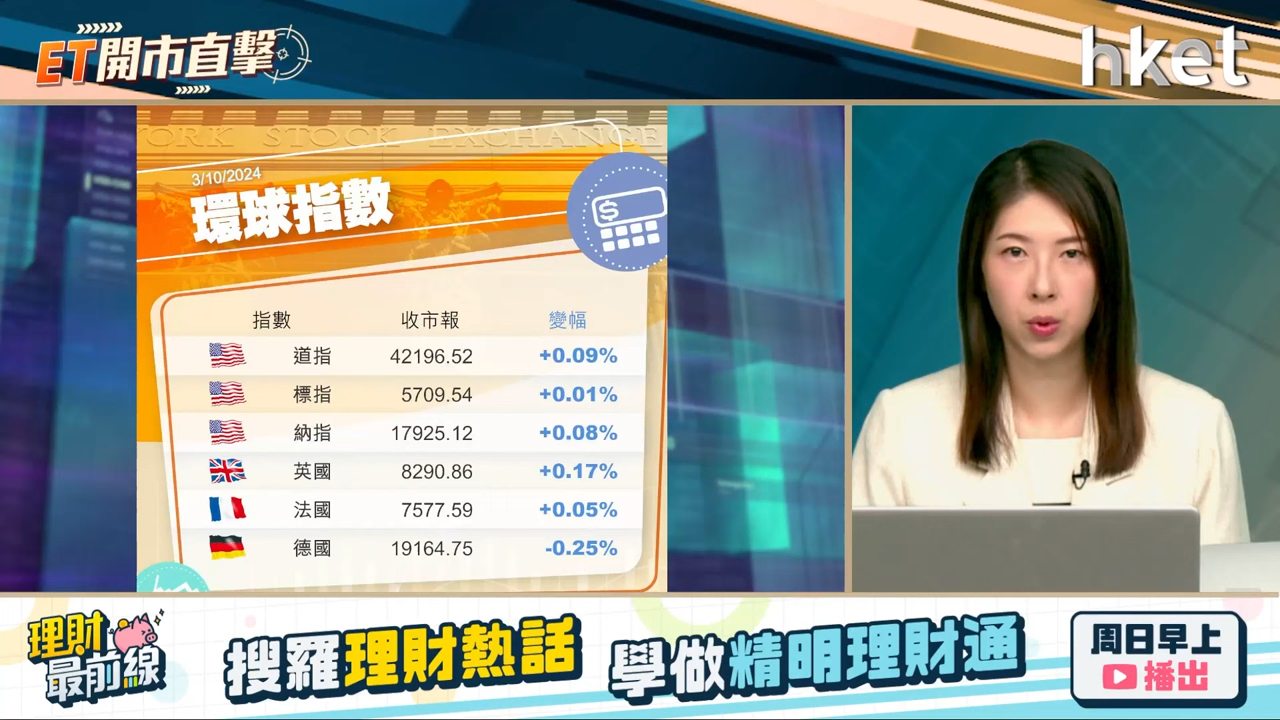 ET開市直擊
hket
YORK STOCK EXCHANGE
3/10/2024
環球指數
$
指數 收市報 變幅
道指 42196.52 +0.09%
標指 5709.54 +0.01%
納指 17925.12 +0.08%
英國 8290.86 +0.17%
法國 7577.59 +0.05%
德國 19164.75 -0.25%
理財
最前線
搜羅理財熱話 學做精明理財通
周日早上
播出